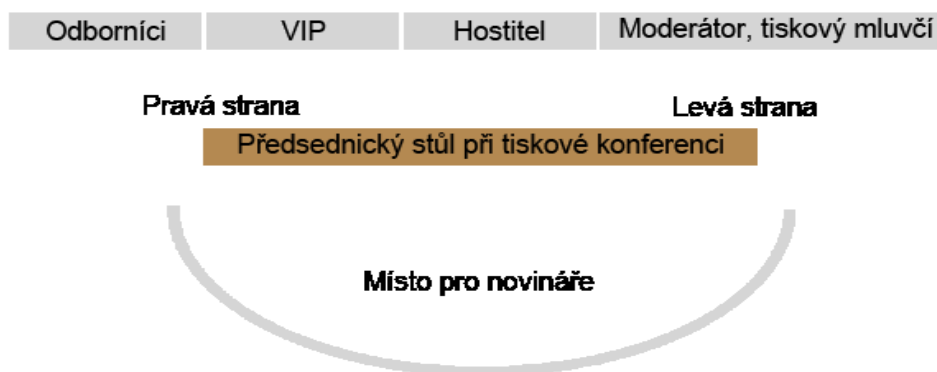 Odborníci VIP Hostitel Moderátor, tiskový mluvčí
Pravá strana Levá strana
Předsednický stůl při tiskové konferenci
Místo pro novináře